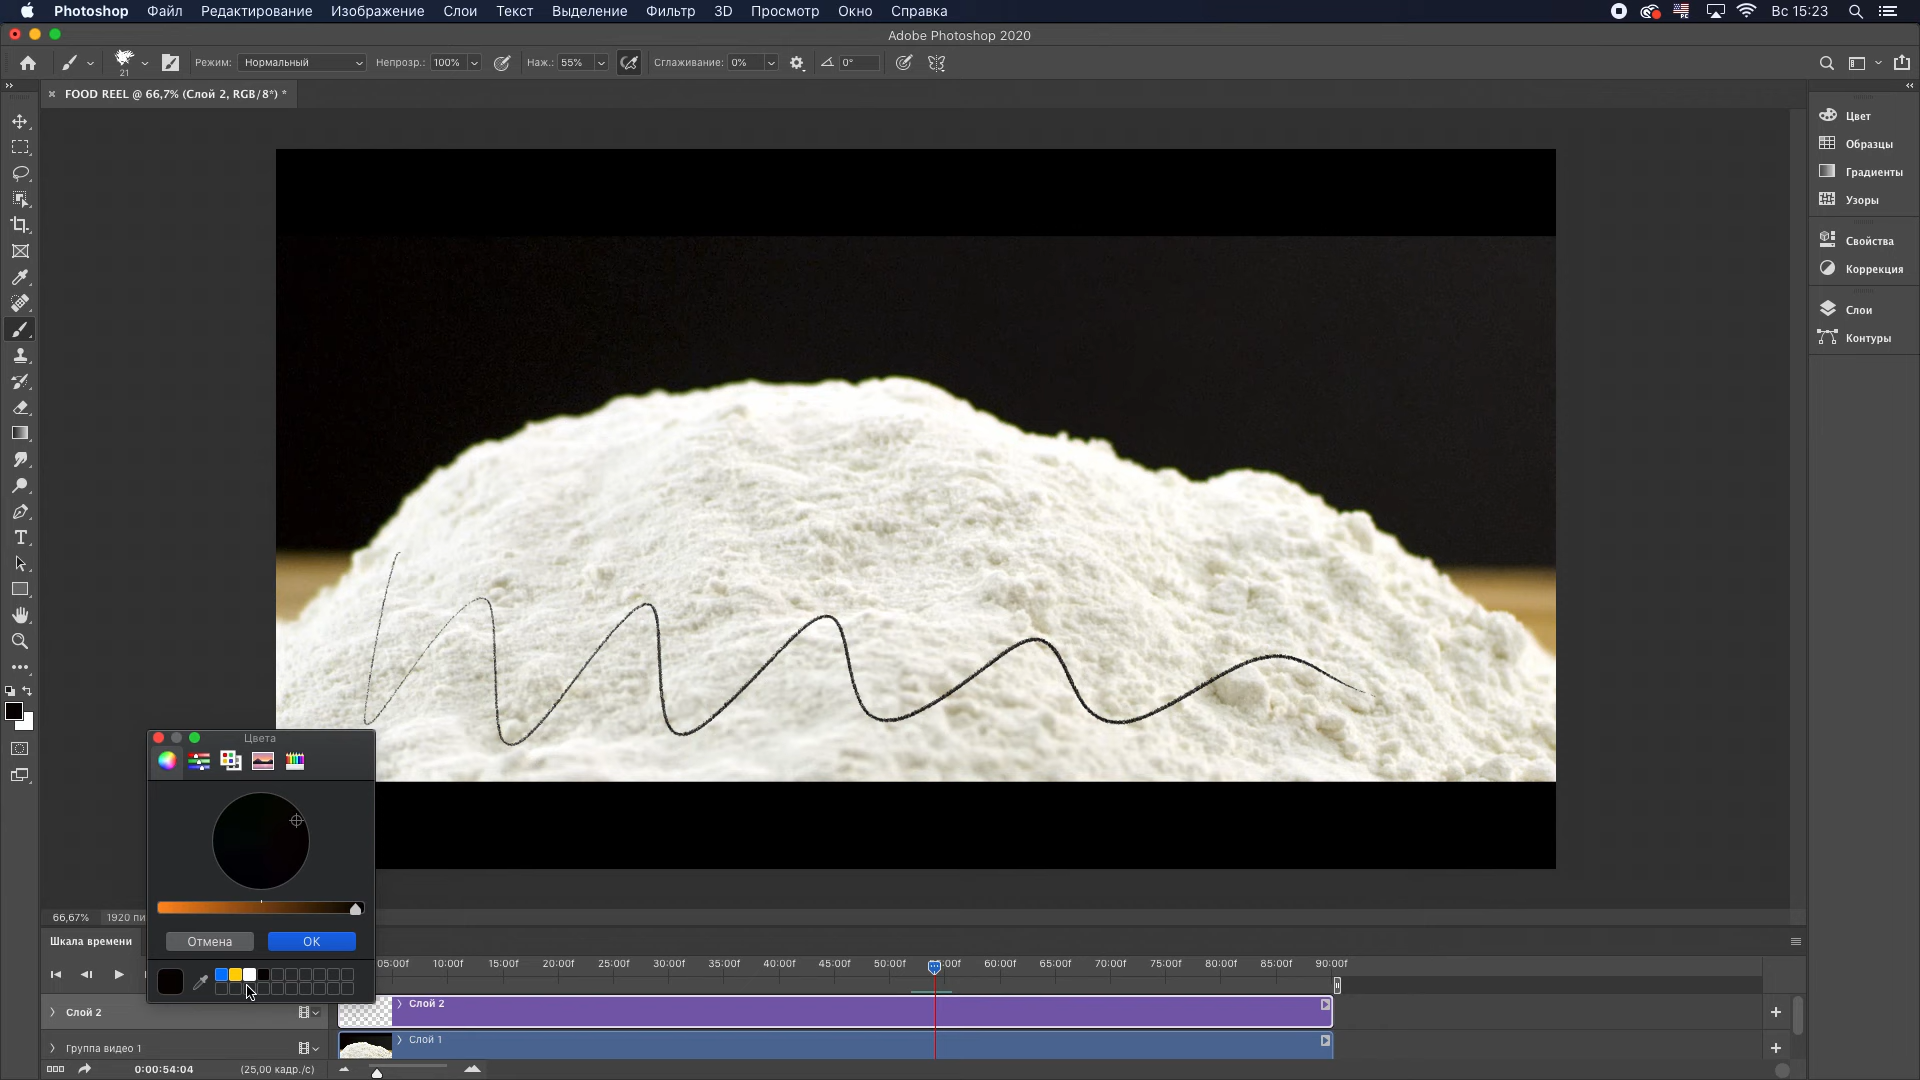 Photoshop Файл Редактирование Изображение Слои Текст Выделение Фильтр 3D Просмотр Окно Справка Вс 15:23
Adobe Photoshop 2020
21 Режим: Нормальный Непрозр.: 100% Наж.: 55% Сглаживание: 0% 0°
FOOD REEL @ 66,7% (Слой 2, RGB/8*) *
Цвет
Образцы
Градиенты
Узоры
Свойства
Коррекция
Слои
Контуры
Цвета
Отмена OK
66,67% 1920 пи
Шкала времени
05:00f 10:00f 15:00f 20:00f 25:00f 30:00f 35:00f 40:00f 45:00f 50:00f 60:00f 65:00f 70:00f 75:00f 80:00f 85:00f 90:00f
Слой 2 Слой 2
Группа видео 1 Слой 1
0:00:54:04 (25,00 кадр./с)